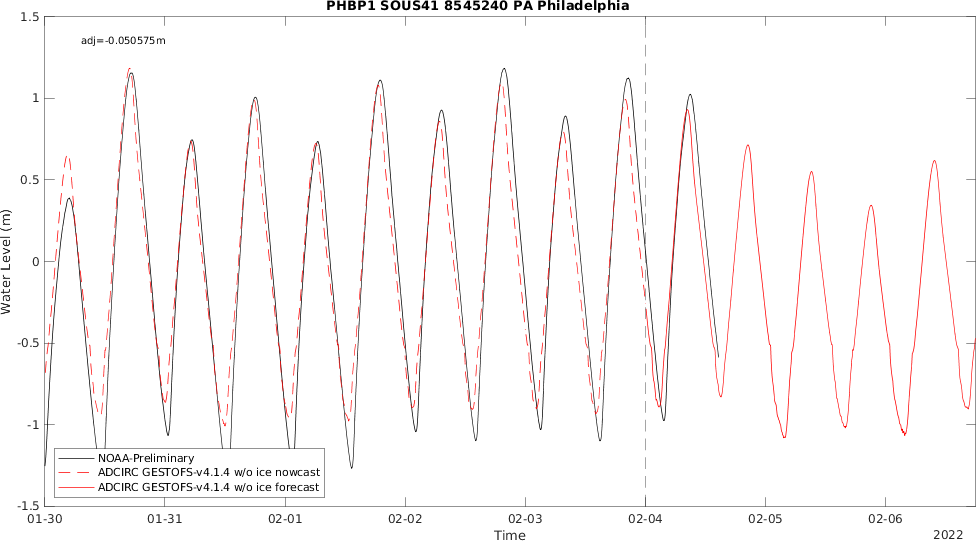 PHBP1 SOUS41 8545240 PA Philadelphia
adj=-0.050575m
1.5
1
0.5
0
-0.5
-1
-1.5
Water Level (m)
NOAA-Preliminary
ADCIRC GESTOFS-v4.1.4 w/o ice nowcast
ADCIRC GESTOFS-v4.1.4 w/o ice forecast
01-30 01-31 02-01 02-02 02-03 02-04 02-05 02-06
Time
2022